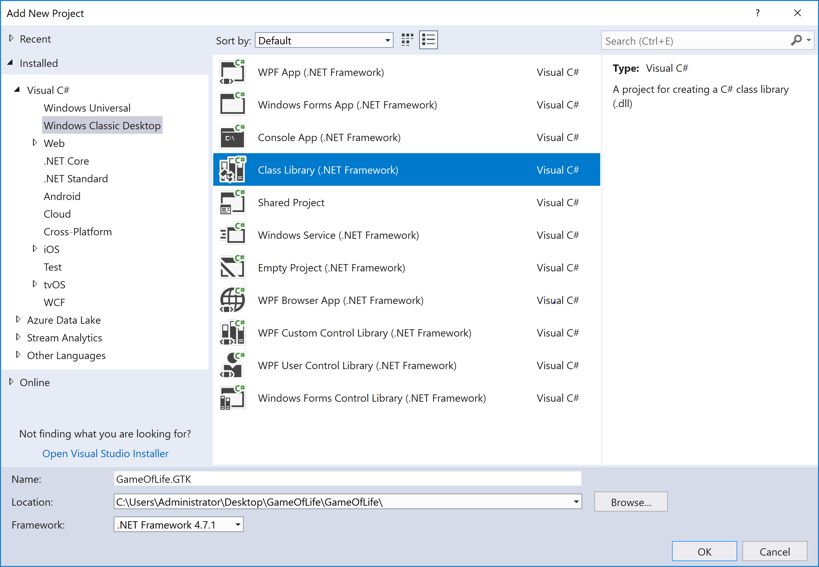 Add New Project
?
Recent
Installed
Visual C#
Windows Universal
Windows Classic Desktop
Web
.NET Core
.NET Standard
Android
Cloud
Cross-Platform
iOS
Test
tvOS
WCF
Azure Data Lake
Stream Analytics
Other Languages
Online
Not finding what you are looking for?
Open Visual Studio Installer
Sort by: Default
WPF App (.NET Framework) Visual C#
Windows Forms App (.NET Framework) Visual C#
Console App (.NET Framework) Visual C#
Class Library (.NET Framework) Visual C#
Shared Project Visual C#
Windows Service (.NET Framework) Visual C#
Empty Project (.NET Framework) Visual C#
WPF Browser App (.NET Framework) Visual C#
WPF Custom Control Library (.NET Framework) Visual C#
WPF User Control Library (.NET Framework) Visual C#
Windows Forms Control Library (.NET Framework) Visual C#
Search (Ctrl+E)
Type: Visual C#
A project for creating a C# class library
(.dll)
Name: GameOfLife.GTK
Location: C:\Users\Administrator\Desktop\GameOfLife\GameOfLife\ Browse...
Framework: .NET Framework 4.7.1
OK Cancel